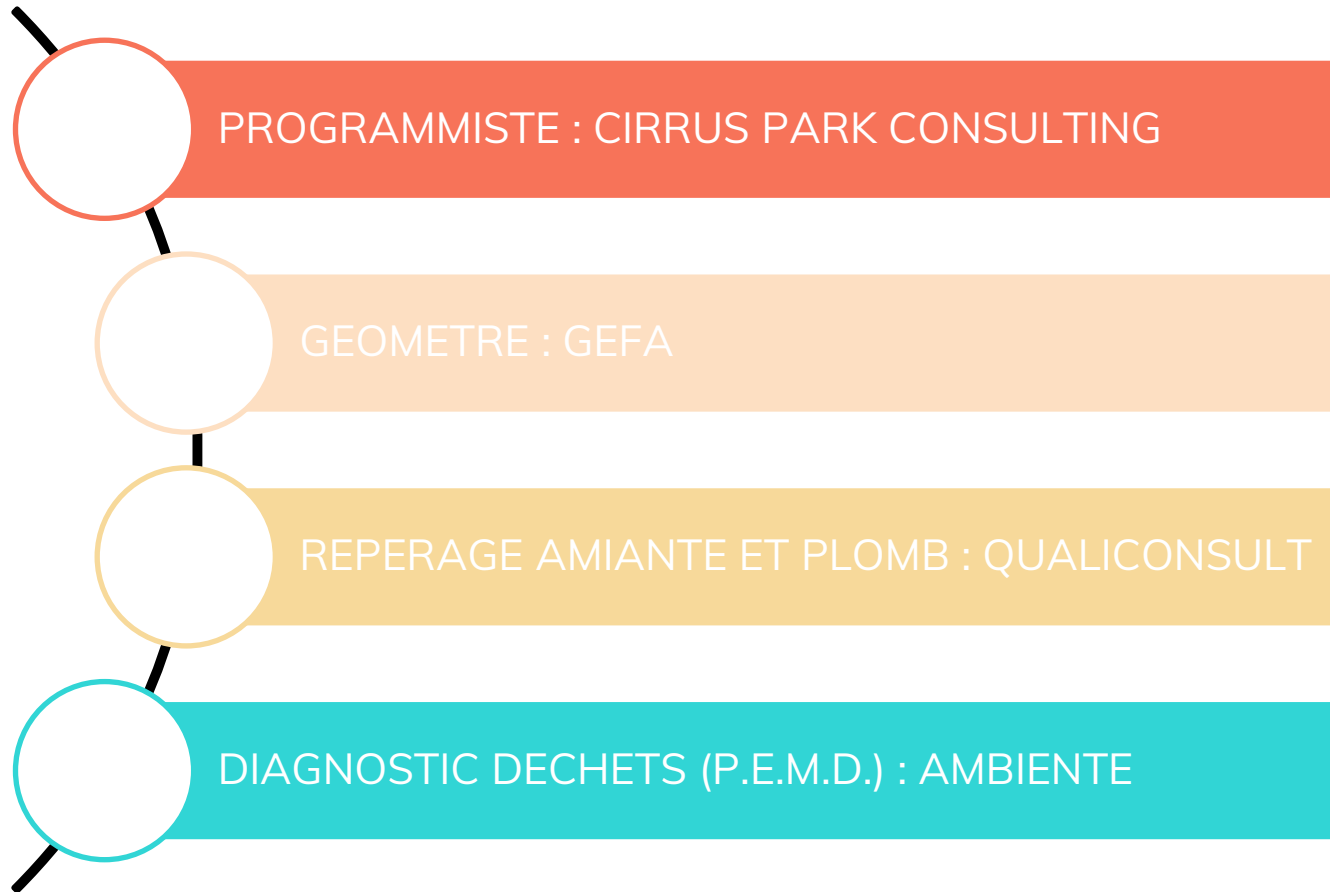 PROGRAMMISTE : CIRRUS PARK CONSULTING
GEOMETRE : GEFA
REPERAGE AMIANTE ET PLOMB : QUALICONSULT
DIAGNOSTIC DECHETS (P.E.M.D.) : AMBIENTE